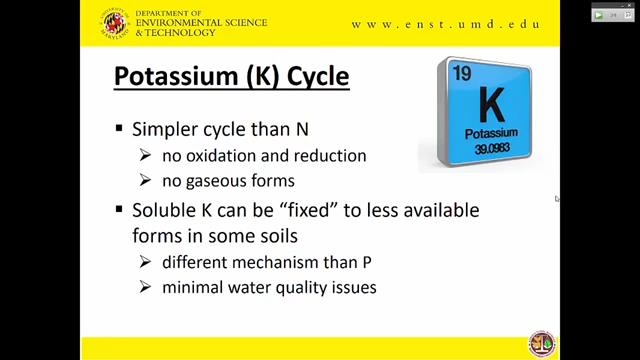 DEPARTMENT OF
ENVIRONMENTAL SCIENCE
& TECHNOLOGY
www.enst.umd.edu
Potassium (K) Cycle
19
K
Potassium
39.0983
Simpler cycle than N
no oxidation and reduction
no gaseous forms
Soluble K can be “fixed” to less available
forms in some soils
different mechanism than P
minimal water quality issues